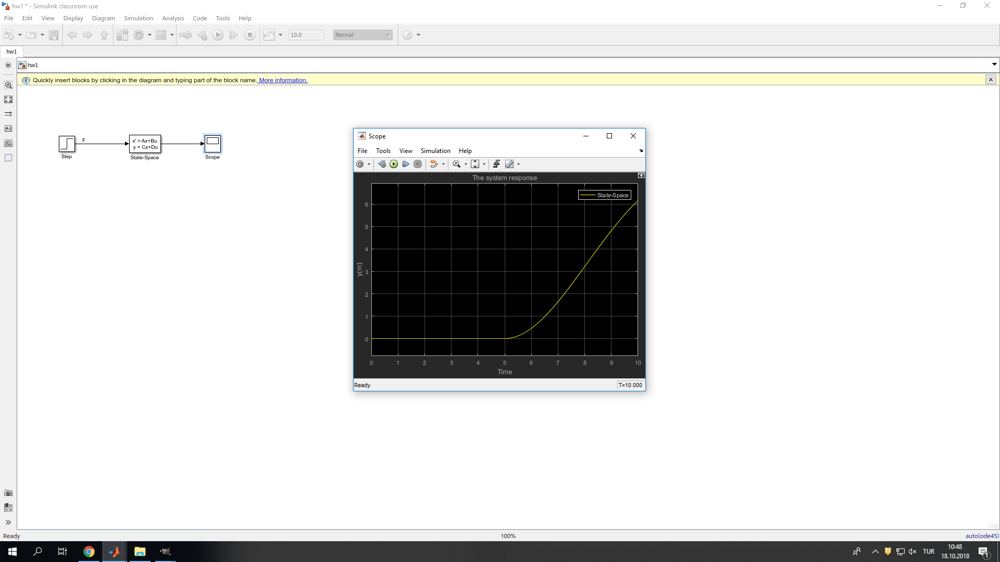 hw1 * - Simulink classroom use
File Edit View Display Diagram Simulation Analysis Code Tools Help
10.0 Normal
hw1
hw1
Quickly insert blocks by clicking in the diagram and typing part of the block name. More information.
F
x' = Ax+Bu
y = Cx+Du
Step
State-Space
Scope
Scope
File Tools View Simulation Help
The system response
State-Space
6
5
4
3
2
1
0
y(m)
0 1 2 3 4 5 6 7 8 9 10
Time
Ready T=10.000
Ready 100% auto(ode45)
TUR
10:48
18.10.2018
1